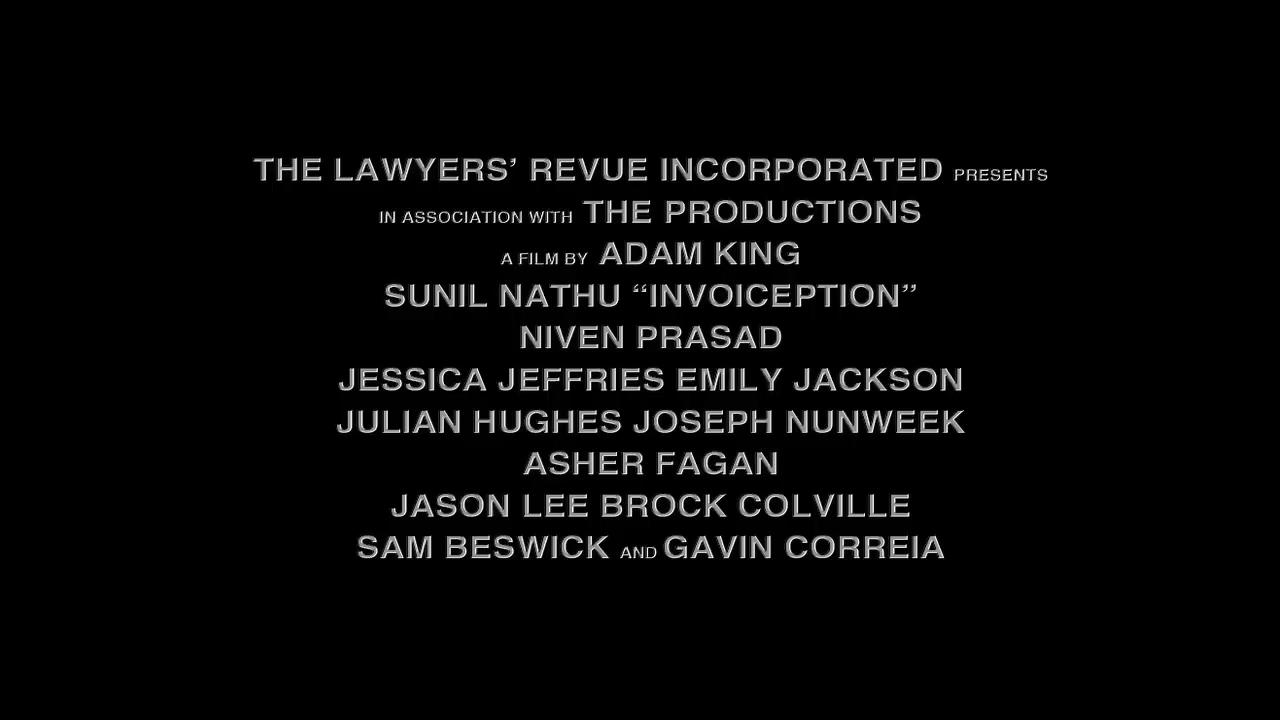 THE LAWYERS’ REVUE INCORPORATED PRESENTS
IN ASSOCIATION WITH THE PRODUCTIONS
A FILM BY ADAM KING
SUNIL NATHU “INVOICEPTION”
NIVEN PRASAD
JESSICA JEFFRIES EMILY JACKSON
JULIAN HUGHES JOSEPH NUNWEEK
ASHER FAGAN
JASON LEE BROCK COLVILLE
SAM BESWICK AND GAVIN CORREIA